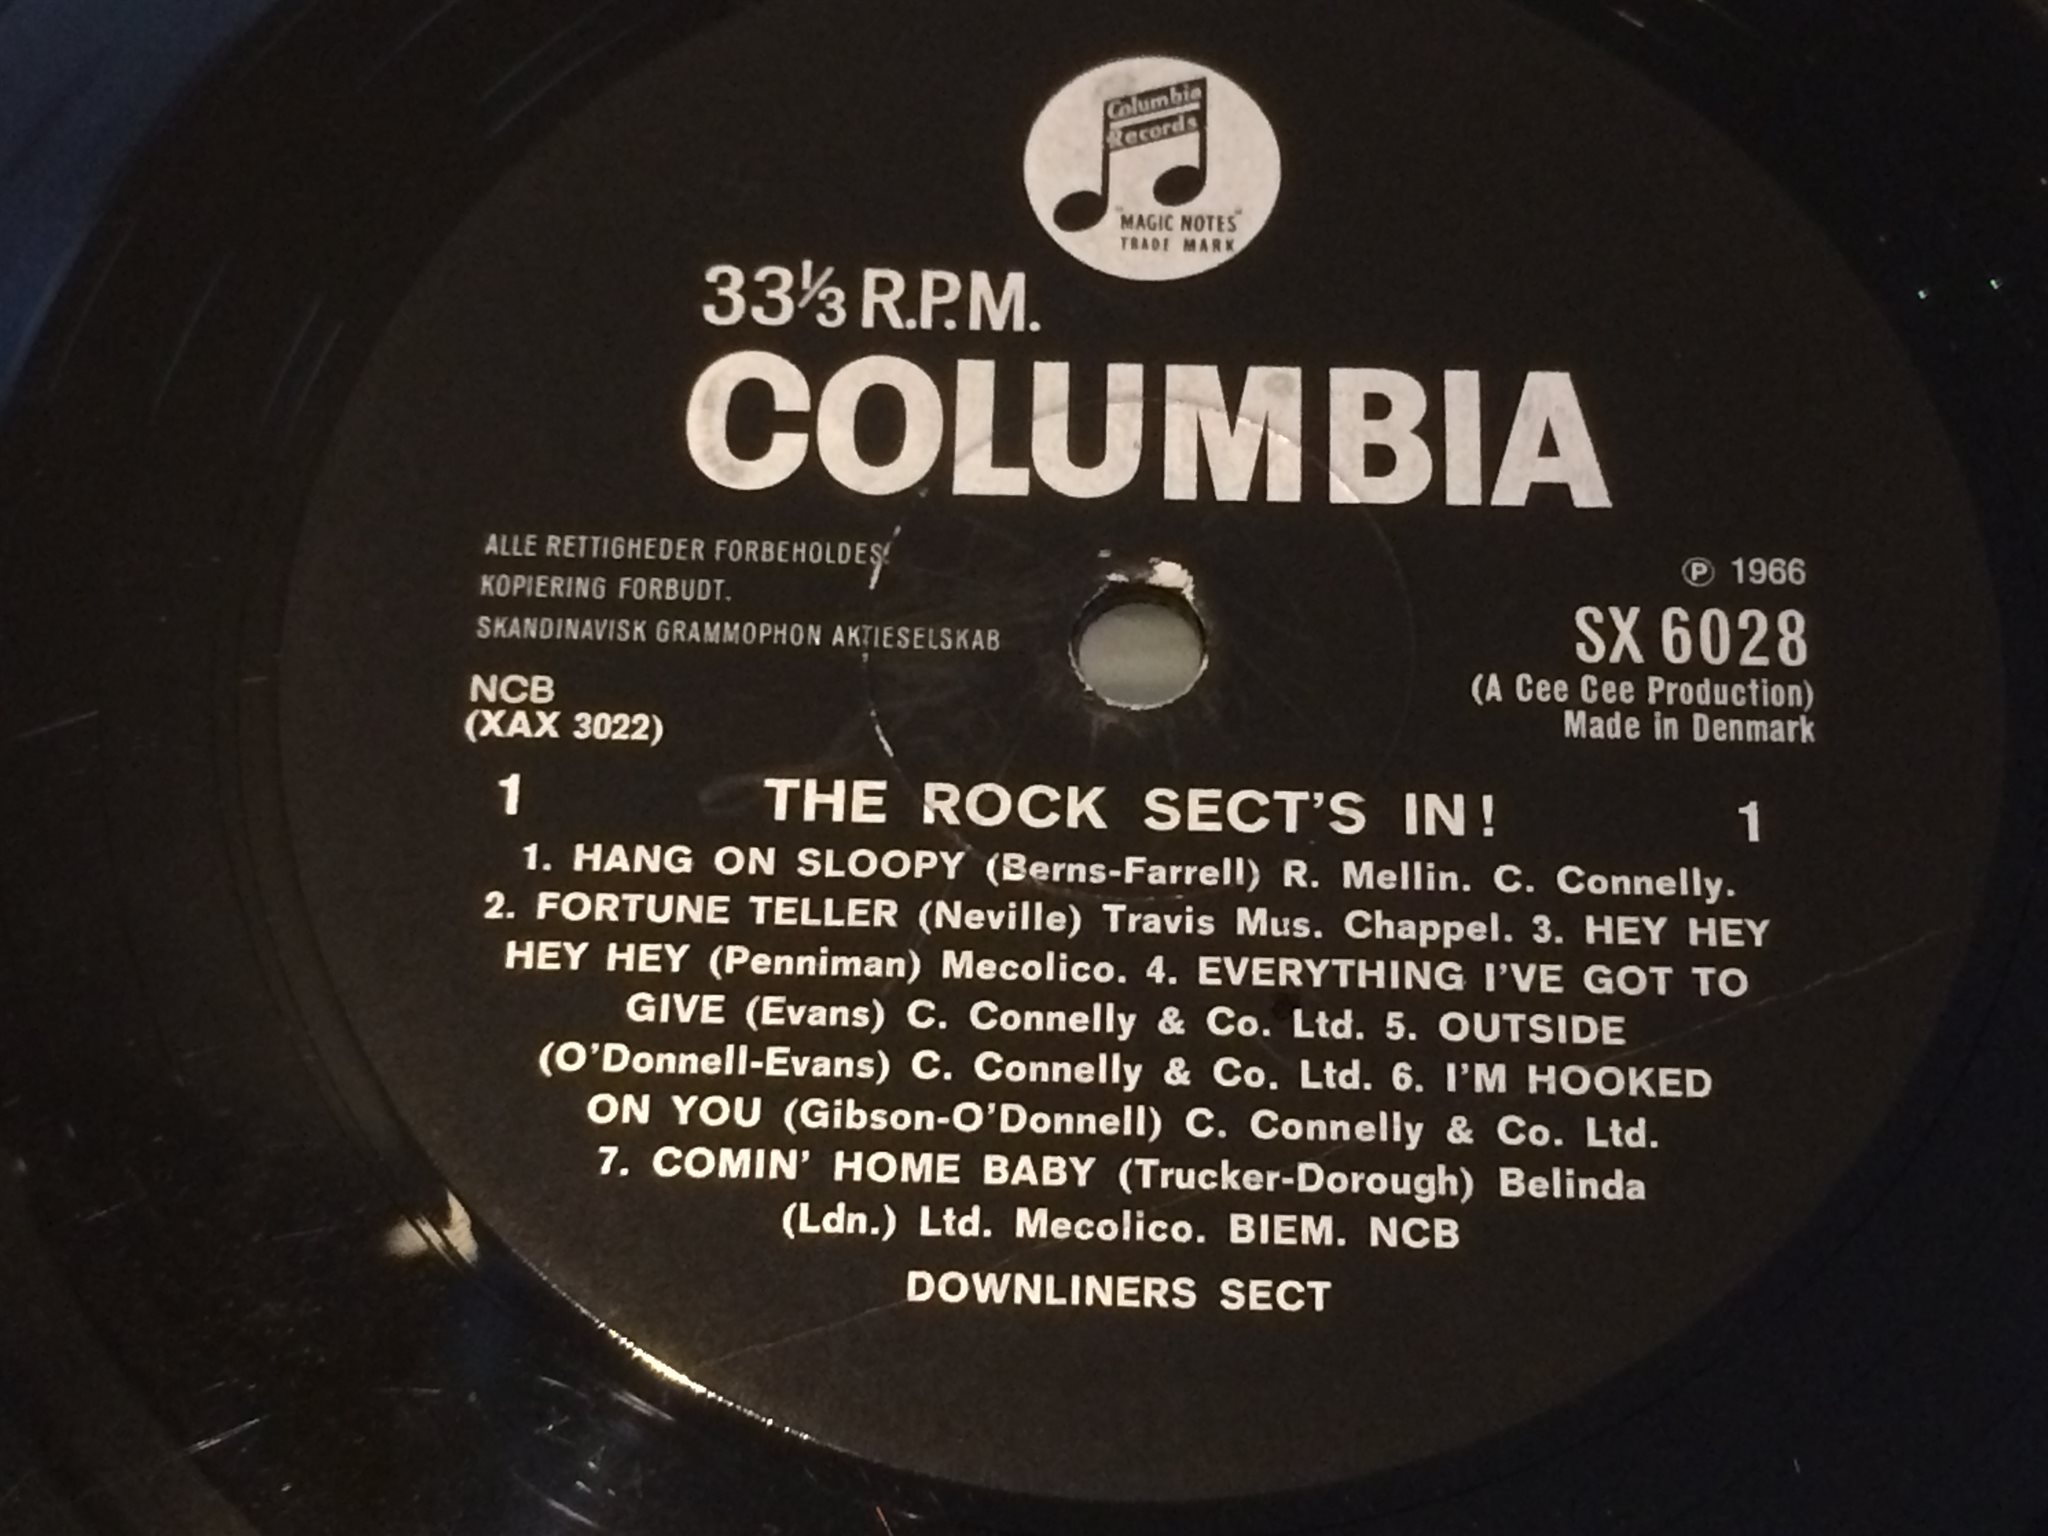 Columbia
Records
"MAGIC NOTES"
TRADE MARK
33⅓ R.P.M.
COLUMBIA
ALLE RETTIGHEDER FORBEHOLDES.
KOPIERING FORBUDT.
SKANDINAVISK GRAMMOPHON AKTIESELSKAB
NCB
(XAX 3022)
℗ 1966
SX 6028
(A Cee Cee Production)
Made in Denmark
1 THE ROCK SECT'S IN! 1
1. HANG ON SLOOPY (Berns-Farrell) R. Mellin. C. Connelly.
2. FORTUNE TELLER (Neville) Travis Mus. Chappel. 3. HEY HEY
HEY HEY (Penniman) Mecolico. 4. EVERYTHING I'VE GOT TO
GIVE (Evans) C. Connelly & Co. Ltd. 5. OUTSIDE
(O'Donnell-Evans) C. Connelly & Co. Ltd. 6. I'M HOOKED
ON YOU (Gibson-O'Donnell) C. Connelly & Co. Ltd.
7. COMIN' HOME BABY (Trucker-Dorough) Belinda
(Ldn.) Ltd. Mecolico. BIEM. NCB
DOWNLINERS SECT